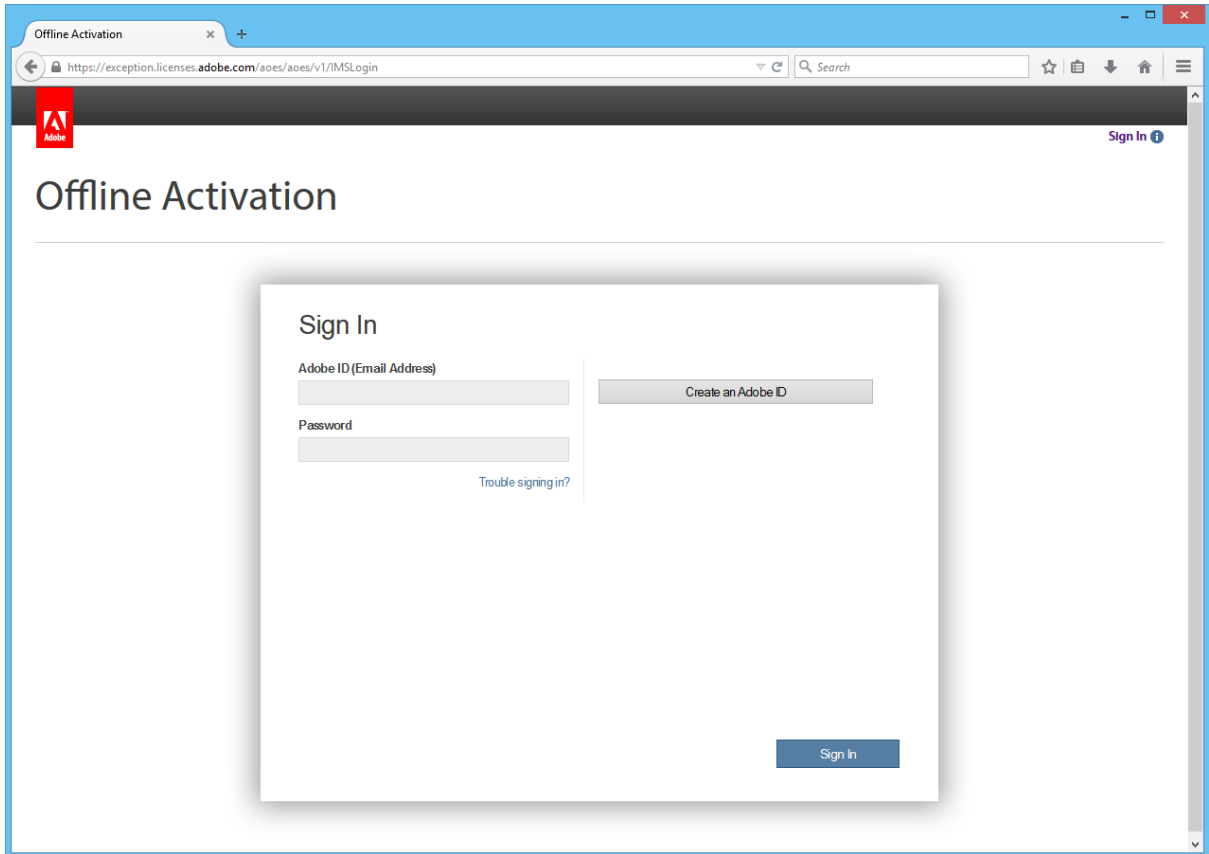 Offline Activation
https://exception.licenses.adobe.com/aoes/aoes/v1/IMSLogin
Search
Adobe
Sign In
Offline Activation
Sign In
Adobe ID (Email Address)
Create an Adobe ID
Password
Trouble signing in?
Sign In